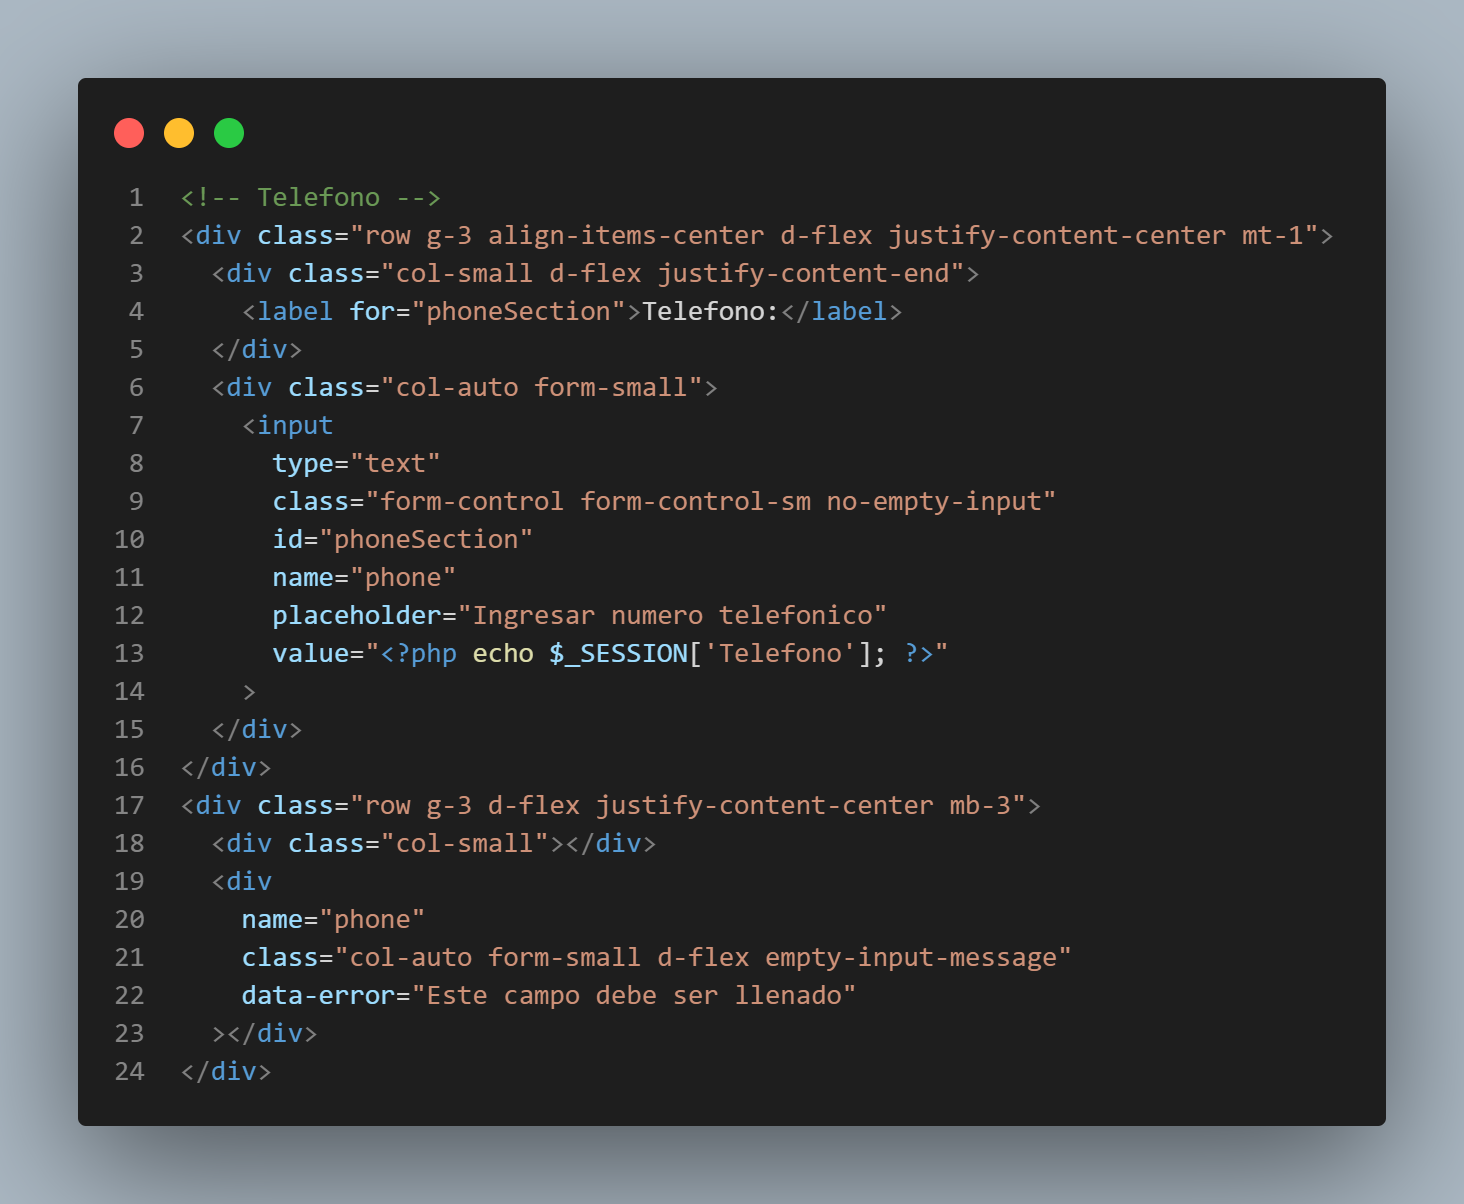 1 <!-- Telefono -->
2 <div class="row g-3 align-items-center d-flex justify-content-center mt-1">
3   <div class="col-small d-flex justify-content-end">
4     <label for="phoneSection">Telefono:</label>
5   </div>
6   <div class="col-auto form-small">
7     <input
8       type="text"
9       class="form-control form-control-sm no-empty-input"
10       id="phoneSection"
11       name="phone"
12       placeholder="Ingresar numero telefonico"
13       value="<?php echo $_SESSION['Telefono']; ?>"
14     >
15   </div>
16 </div>
17 <div class="row g-3 d-flex justify-content-center mb-3">
18   <div class="col-small"></div>
19   <div
20     name="phone"
21     class="col-auto form-small d-flex empty-input-message"
22     data-error="Este campo debe ser llenado"
23   ></div>
24 </div>